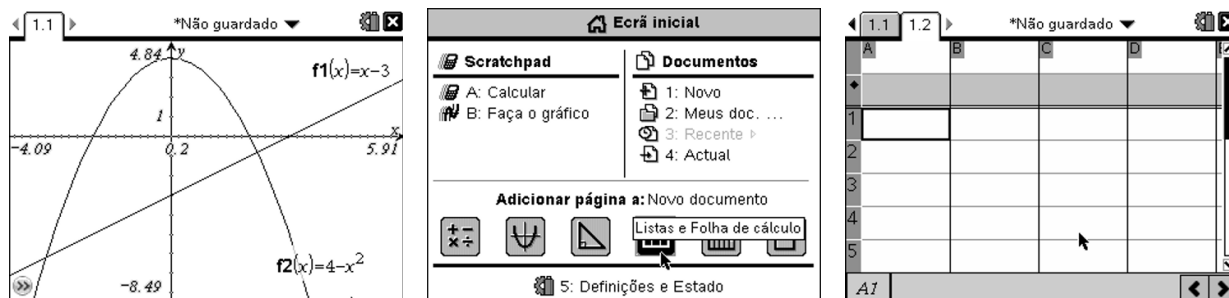 1.1
*Não guardado
4.84
y
f1(x)=x-3
1
x
-4.09
0.2
5.91
f2(x)=4-x²
-8.49
Ecrã inicial
Scratchpad
A: Calcular
B: Faça o gráfico
Documentos
1: Novo
2: Meus doc. ...
3: Recente
4: Actual
Adicionar página a: Novo documento
Listas e Folha de cálculo
5: Definições e Estado
1.1 1.2
*Não guardado
A B C D
1
2
3
4
5
A1